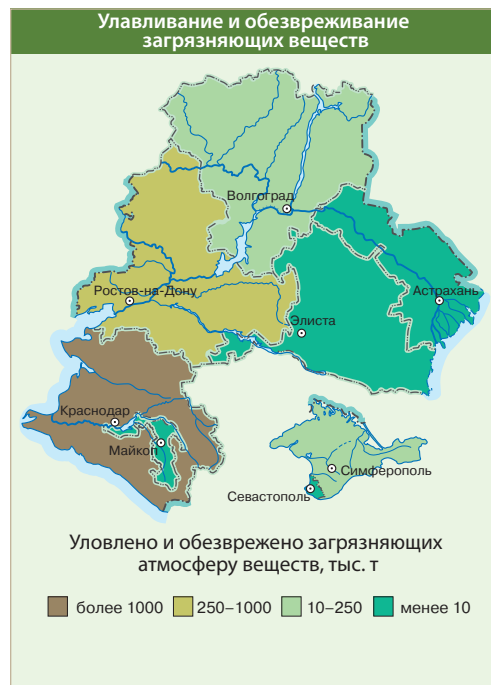 Улавливание и обезвреживание
загрязняющих веществ
Волгоград
Ростов-на-Дону
Астрахань
Элиста
Краснодар
Майкоп
Симферополь
Севастополь
Уловлено и обезврежено загрязняющих
атмосферу веществ, тыс. т
более 1000 250–1000 10–250 менее 10